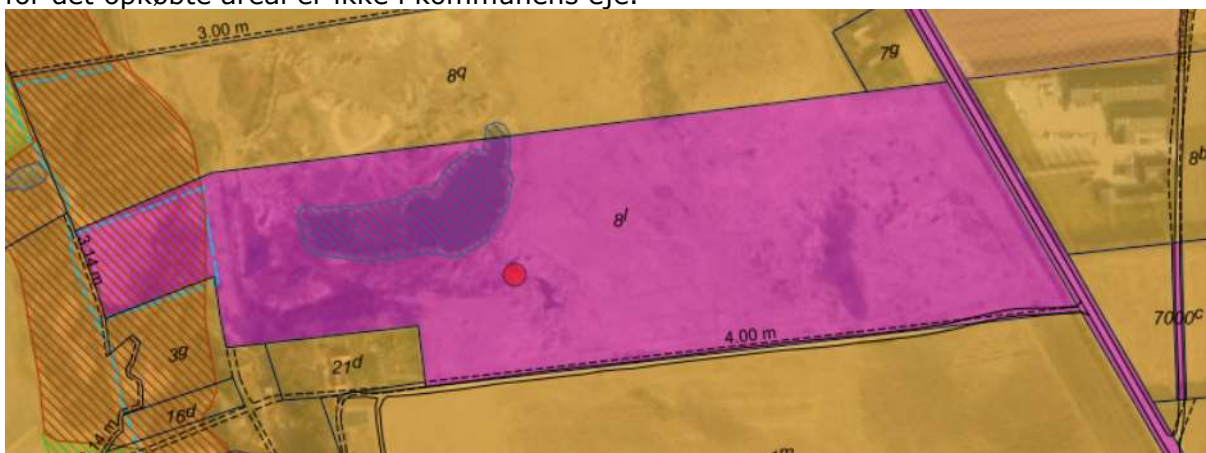 for det opkøbte areal er ikke i kommunens eje.
3.00 m
7g
8q
8b
8l
3.14 m
7000c
4.00 m
3g
21d
16d
14 m
m